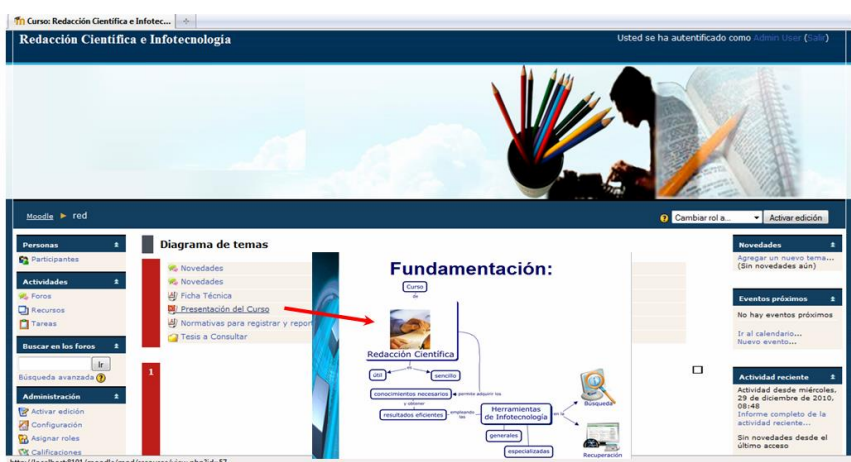 Curso: Redacción Científica e Infotec...
Redacción Científica e Infotecnología
Usted se ha autentificado como Admin User (Salir)
Moodle ► red
Cambiar rol a...
Activar edición
Personas
Participantes
Actividades
Foros
Recursos
Tareas
Buscar en los foros
Ir
Búsqueda avanzada
Administración
Activar edición
Configuración
Asignar roles
Calificaciones
Diagrama de temas
Novedades
Novedades
Ficha Técnica
Presentación del Curso
Normativas para registrar y repor
Tesis a Consultar
1
Fundamentación:
Curso
de
Redacción Científica
es
útil
sencillo
conocimientos necesarios
permite adquirir los
y obtener
resultados eficientes
empleando las
Herramientas
de Infotecnología
en la
generales
especializadas
Búsqueda
Recuperación
Novedades
Agregar un nuevo tema...
(Sin novedades aún)
Eventos próximos
No hay eventos próximos
Ir al calendario...
Nuevo evento...
Actividad reciente
Actividad desde miércoles,
29 de diciembre de 2010,
08:48
Informe completo de la
actividad reciente...
Sin novedades desde el
último acceso